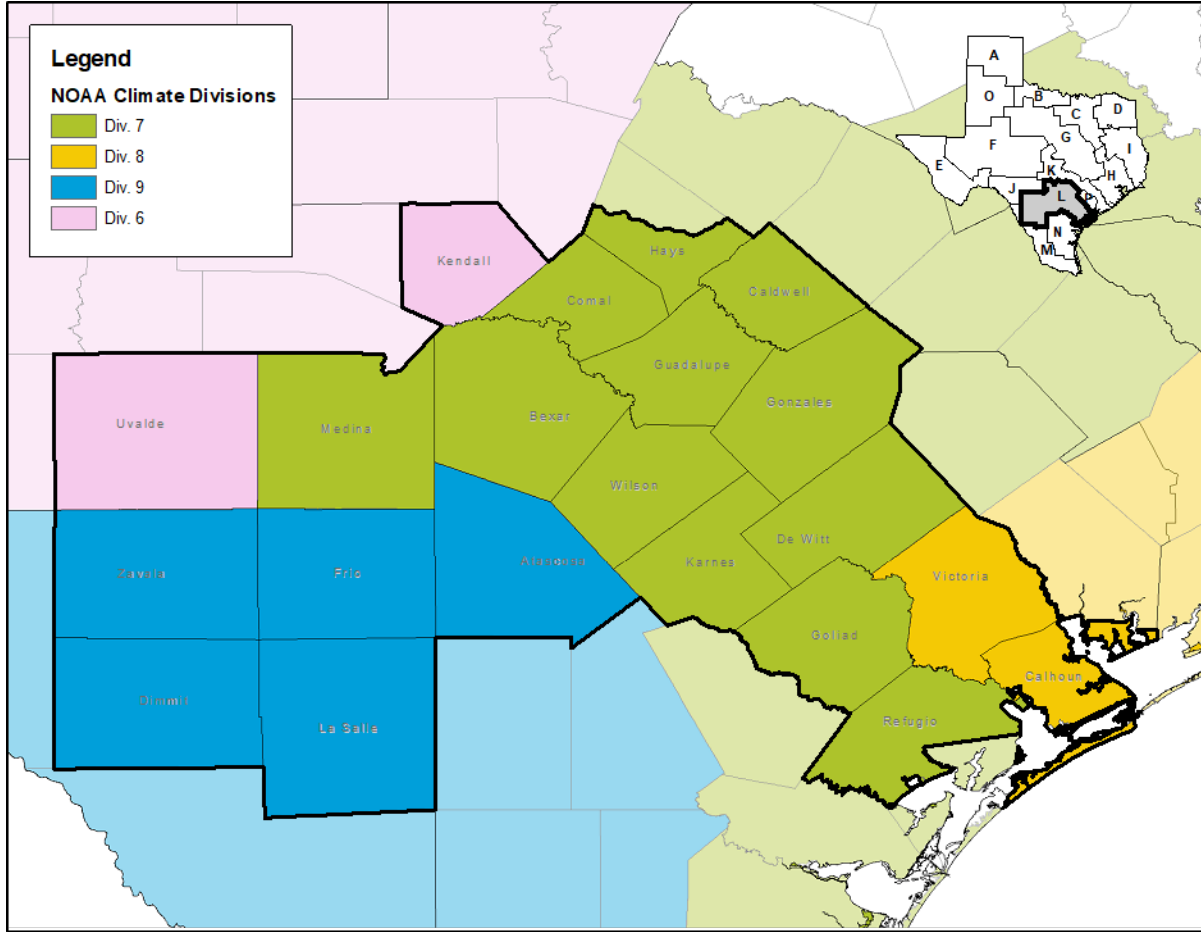 Legend
NOAA Climate Divisions
Div. 7
Div. 8
Div. 9
Div. 6
A
O
B
C
D
E
F
G
I
K
H
J
L
P
N
M
Kendall
Hays
Comal
Caldwell
Guadalupe
Gonzales
Uvalde
Medina
Bexar
Wilson
De Witt
Zavala
Frio
Atascosa
Karnes
Victoria
Goliad
Calhoun
Dimmit
La Salle
Refugio